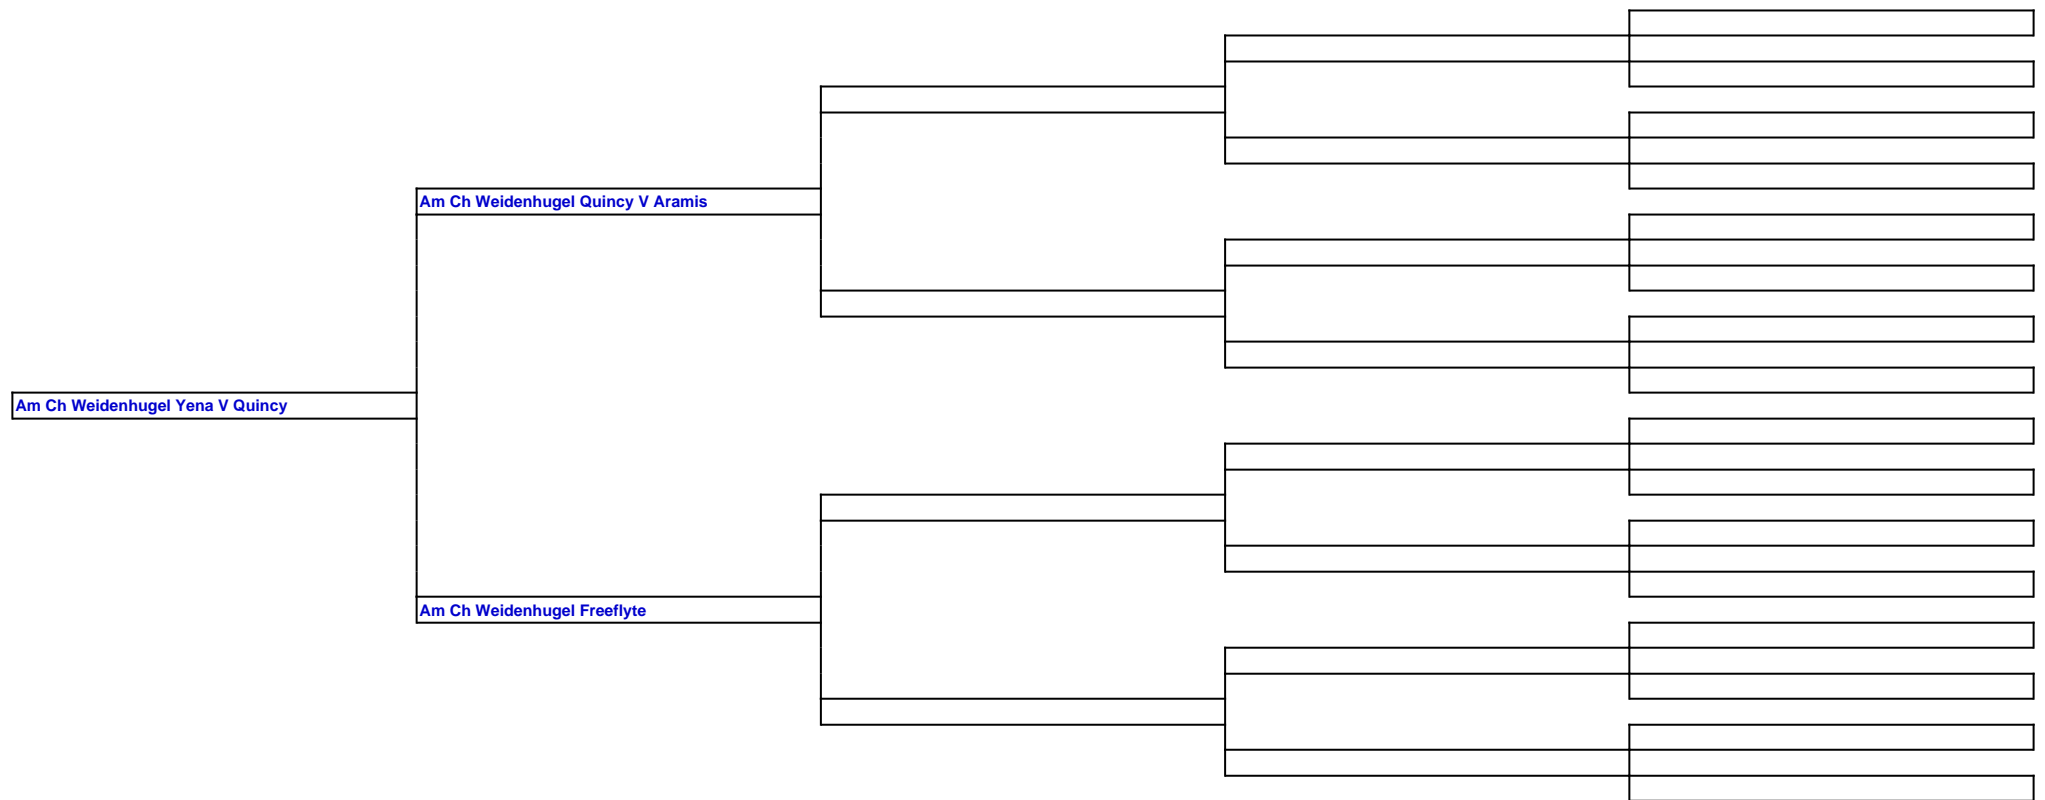 Am Ch Weidenhugel Quincy V Aramis
Am Ch Weidenhugel Yena V Quincy
Am Ch Weidenhugel Freeflyte